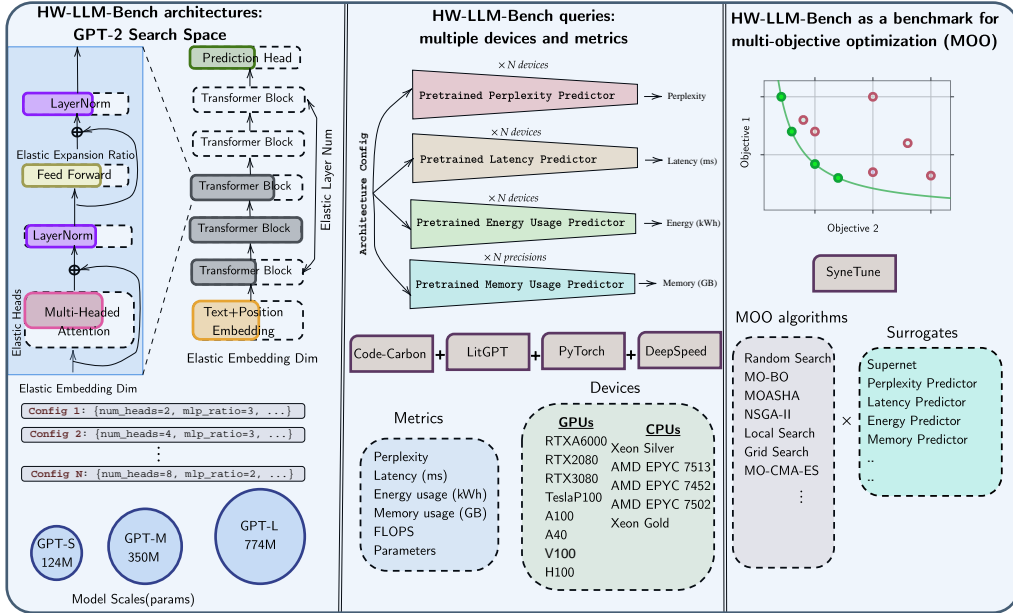 HW-LLM-Bench architectures:
GPT-2 Search Space
LayerNorm
Elastic Expansion Ratio
Feed Forward
LayerNorm
Elastic Heads
Multi-Headed
Attention
Elastic Embedding Dim
Prediction Head
Transformer Block
Transformer Block
Transformer Block
Transformer Block
Transformer Block
Text+Position
Embedding
Elastic Layer Num
Elastic Embedding Dim
Config 1: {num_heads=2, mlp_ratio=3, ...}
Config 2: {num_heads=4, mlp_ratio=3, ...}
⋮
Config N: {num_heads=8, mlp_ratio=2, ...}
GPT-S
124M
GPT-M
350M
GPT-L
774M
Model Scales(params)
HW-LLM-Bench queries:
multiple devices and metrics
Architecture Config
× N devices
Pretrained Perplexity Predictor
Perplexity
× N devices
Pretrained Latency Predictor
Latency (ms)
× N devices
Pretrained Energy Usage Predictor
Energy (kWh)
× N precisions
Pretrained Memory Usage Predictor
Memory (GB)
Code-Carbon + LitGPT + PyTorch + DeepSpeed
Metrics
Perplexity
Latency (ms)
Energy usage (kWh)
Memory usage (GB)
FLOPS
Parameters
Devices
GPUs
RTXA6000
RTX2080
RTX3080
TeslaP100
A100
A40
V100
H100
CPUs
Xeon Silver
AMD EPYC 7513
AMD EPYC 7452
AMD EPYC 7502
Xeon Gold
HW-LLM-Bench as a benchmark for
multi-objective optimization (MOO)
Objective 1
Objective 2
SyneTune
MOO algorithms
Random Search
MO-BO
MOASHA
NSGA-II
Local Search
Grid Search
MO-CMA-ES
⋮
×
Surrogates
Supernet
Perplexity Predictor
Latency Predictor
Energy Predictor
Memory Predictor
..
..